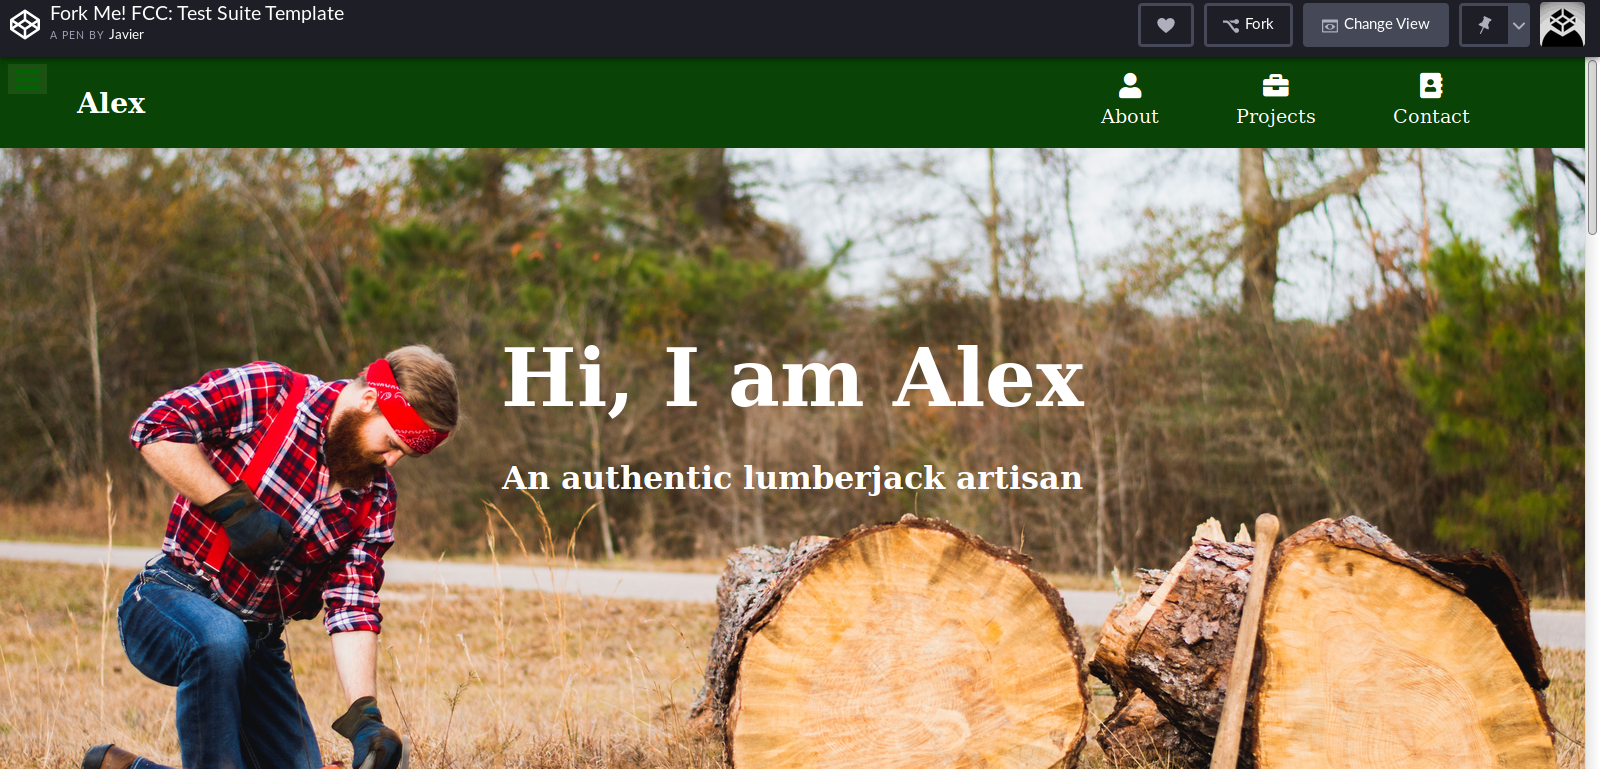 Fork Me! FCC: Test Suite Template
A PEN BY Javier
Fork
Change View
Alex
About
Projects
Contact
Hi, I am Alex
An authentic lumberjack artisan